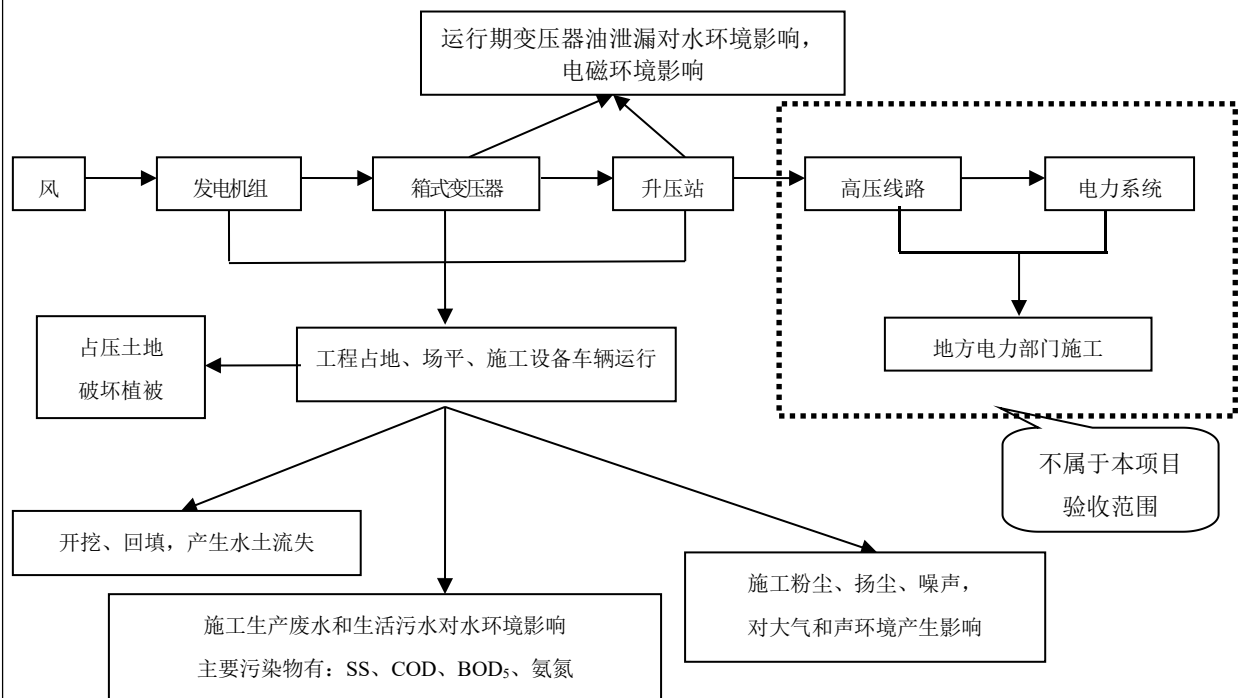 运行期变压器油泄漏对水环境影响，
电磁环境影响
风
发电机组
箱式变压器
升压站
高压线路
电力系统
占压土地
破坏植被
工程占地、场平、施工设备车辆运行
地方电力部门施工
不属于本项目
验收范围
开挖、回填，产生水土流失
施工粉尘、扬尘、噪声，
对大气和声环境产生影响
施工生产废水和生活污水对水环境影响
主要污染物有：SS、COD、BOD₅、氨氮